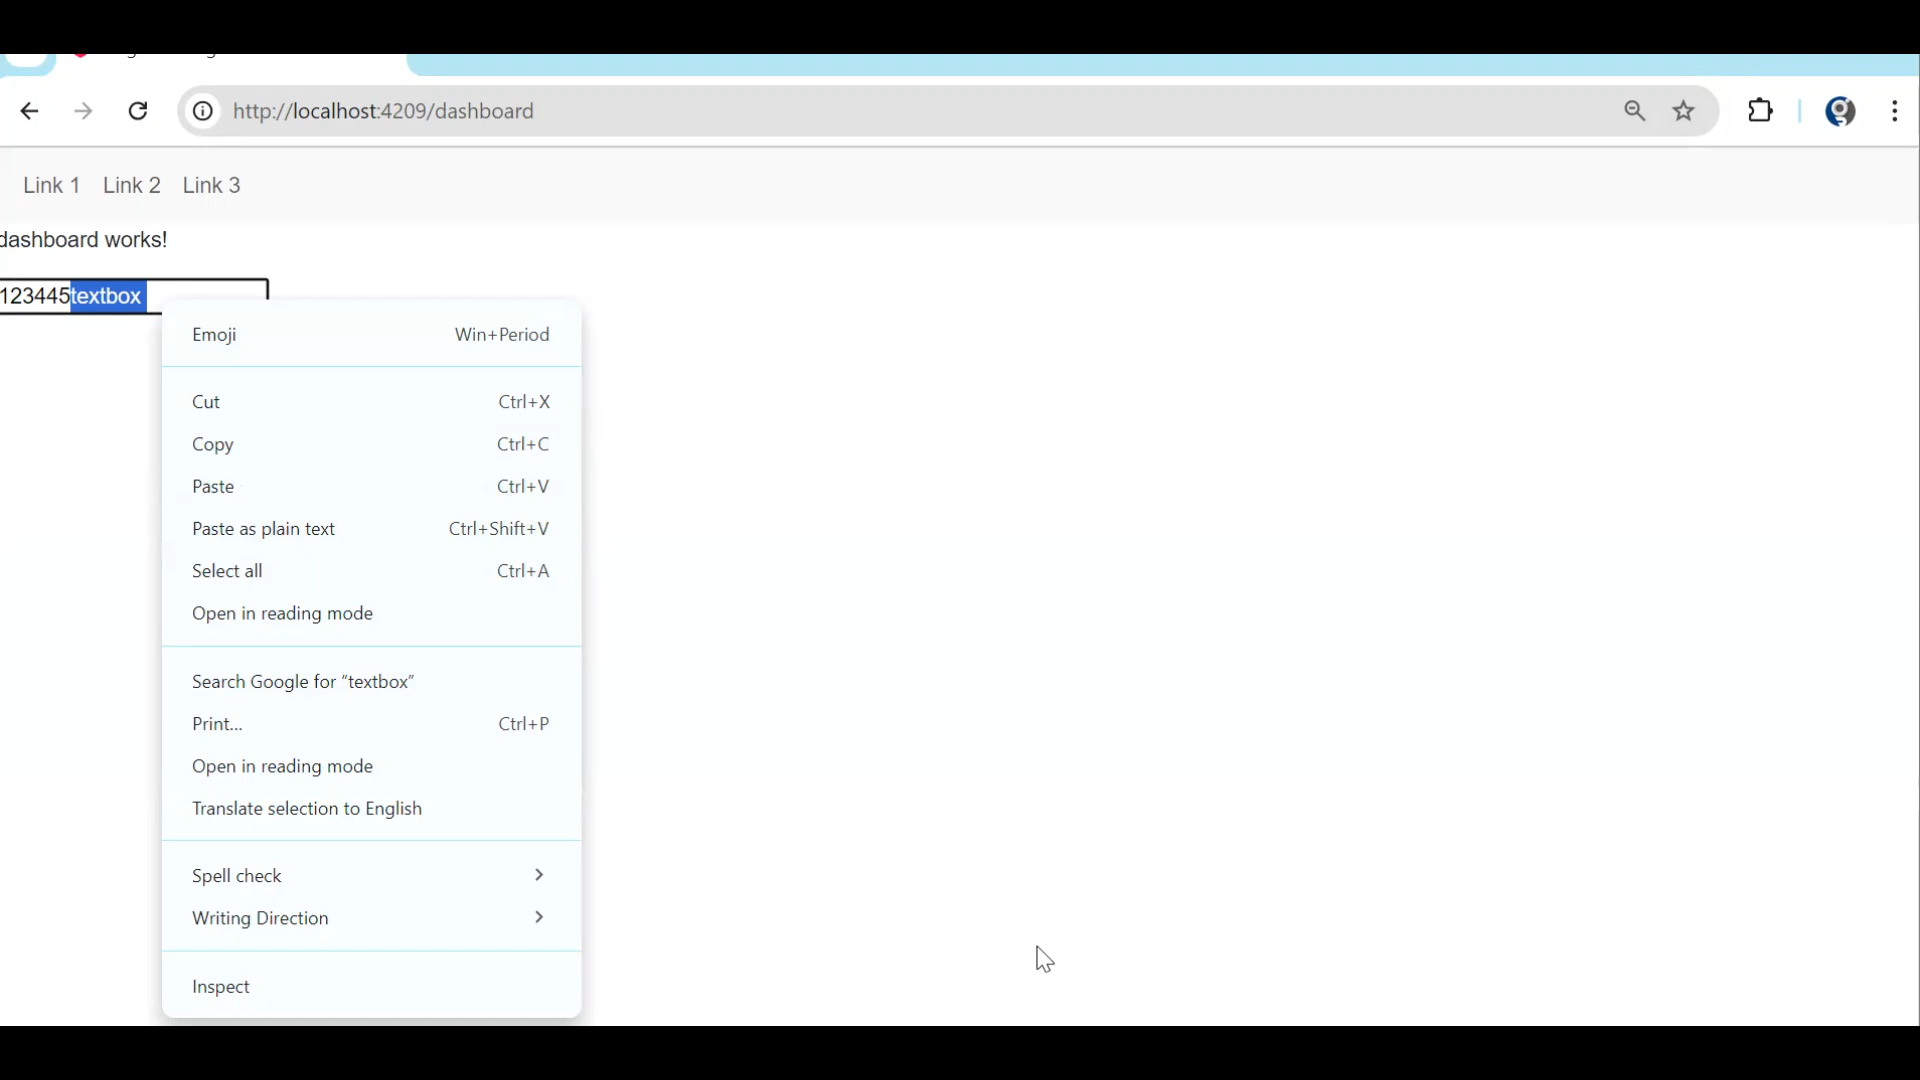 http://localhost:4209/dashboard
Link 1 Link 2 Link 3
dashboard works!
123445textbox
Emoji Win+Period
Cut Ctrl+X
Copy Ctrl+C
Paste Ctrl+V
Paste as plain text Ctrl+Shift+V
Select all Ctrl+A
Open in reading mode
Search Google for “textbox”
Print... Ctrl+P
Open in reading mode
Translate selection to English
Spell check
Writing Direction
Inspect